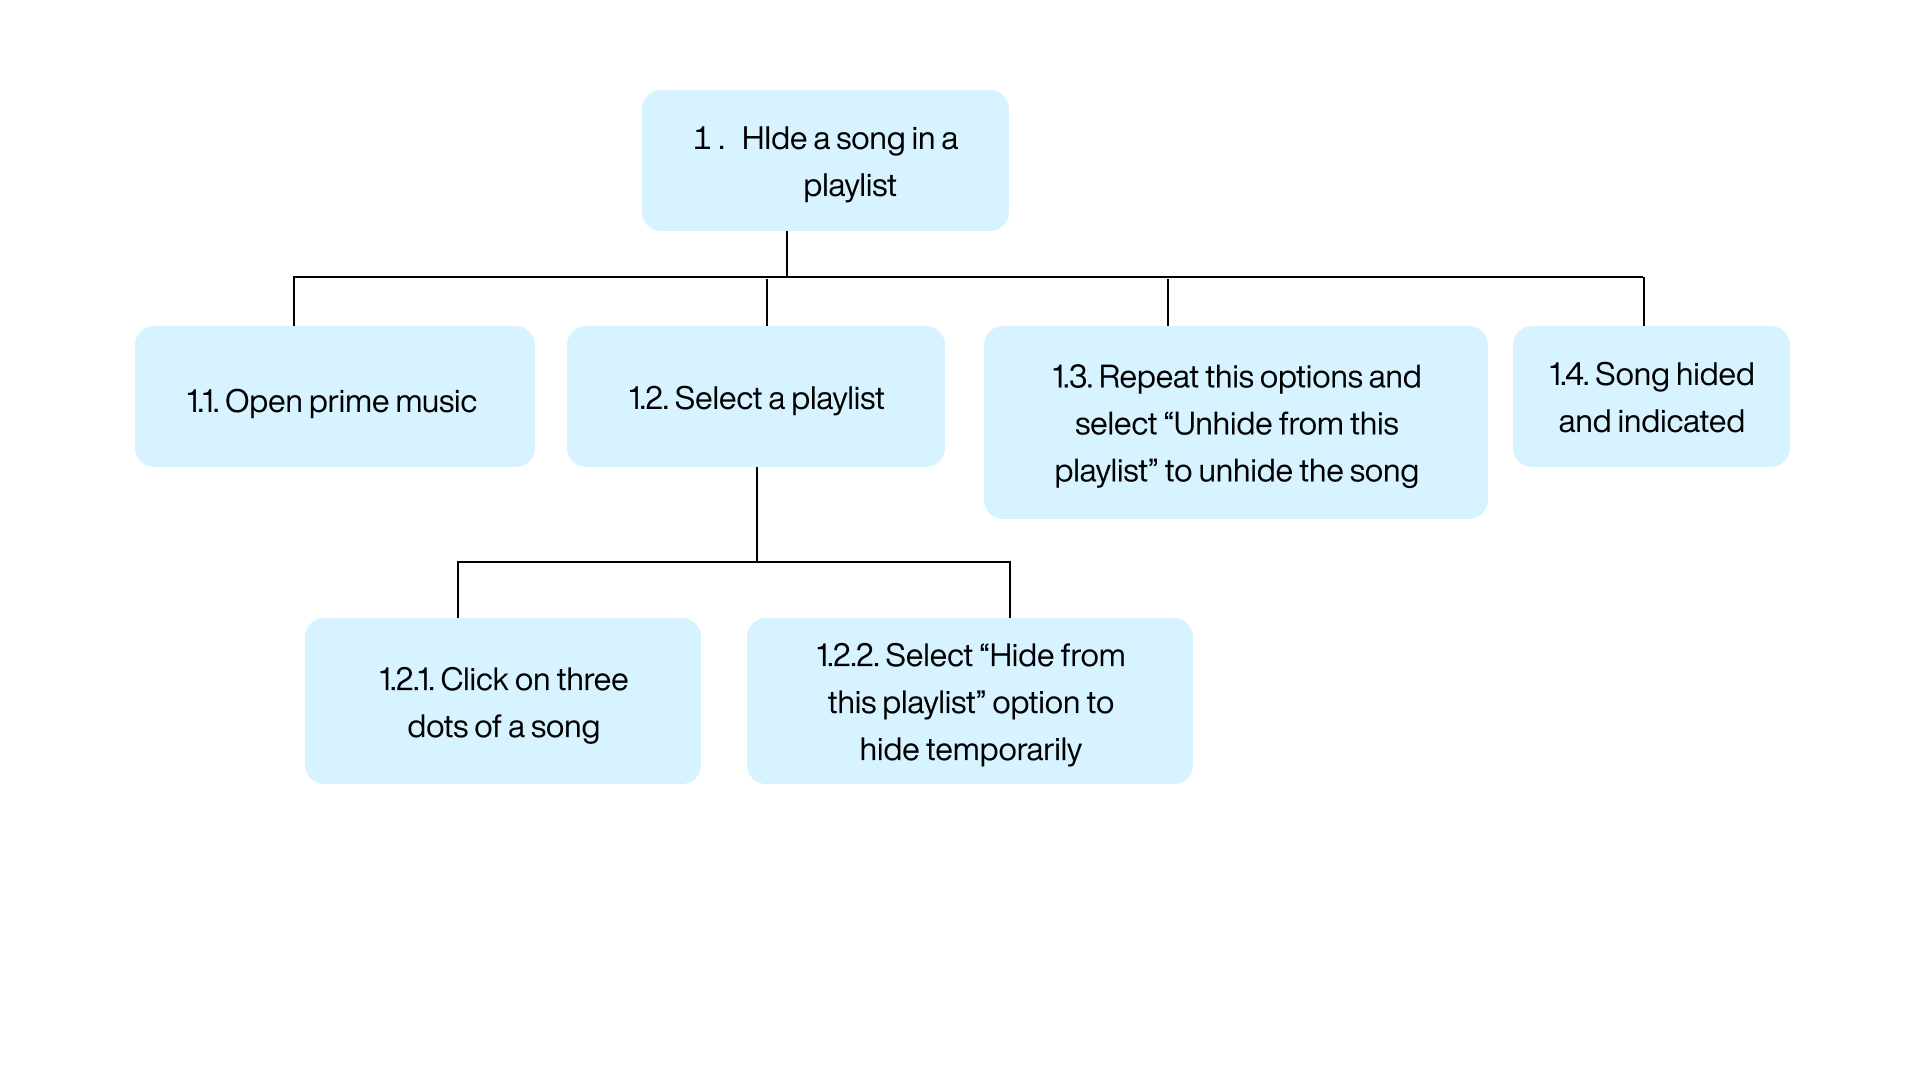 1. HIde a song in a
playlist
1.1. Open prime music
1.2. Select a playlist
1.3. Repeat this options and
select “Unhide from this
playlist” to unhide the song
1.4. Song hided
and indicated
1.2.1. Click on three
dots of a song
1.2.2. Select “Hide from
this playlist” option to
hide temporarily